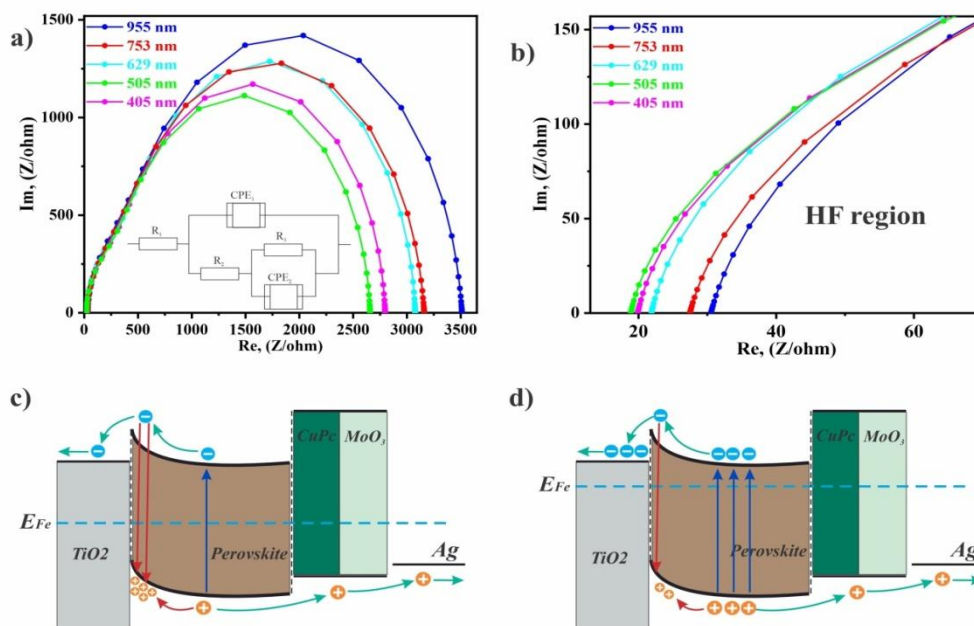 a)
1500
1000
500
0
Im, (Z/ohm)
955 nm
753 nm
629 nm
505 nm
405 nm
CPE₁
R₁
R₂
R₃
CPE₂
0 500 1000 1500 2000 2500 3000 3500
Re, (Z/ohm)
b)
150
100
50
0
Im, (Z/ohm)
955 nm
753 nm
629 nm
505 nm
405 nm
HF region
20 40 60
Re, (Z/ohm)
c)
CuPc MoO₃
E_Fe
TiO2 Perovskite Ag
d)
CuPc MoO₃
E_Fe
TiO2 Perovskite Ag